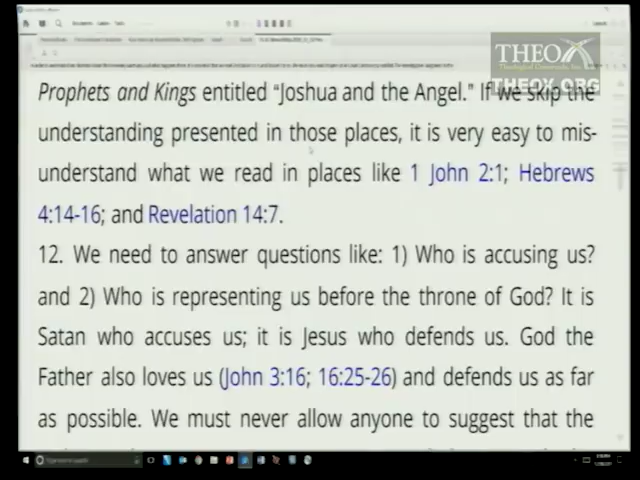 THEOX
THEOX.ORG
Prophets and Kings entitled “Joshua and the Angel.” If we skip the
understanding presented in those places, it is very easy to mis-
understand what we read in places like 1 John 2:1; Hebrews
4:14-16; and Revelation 14:7.
12. We need to answer questions like: 1) Who is accusing us?
and 2) Who is representing us before the throne of God? It is
Satan who accuses us; it is Jesus who defends us. God the
Father also loves us (John 3:16; 16:25-26) and defends us as far
as possible. We must never allow anyone to suggest that the